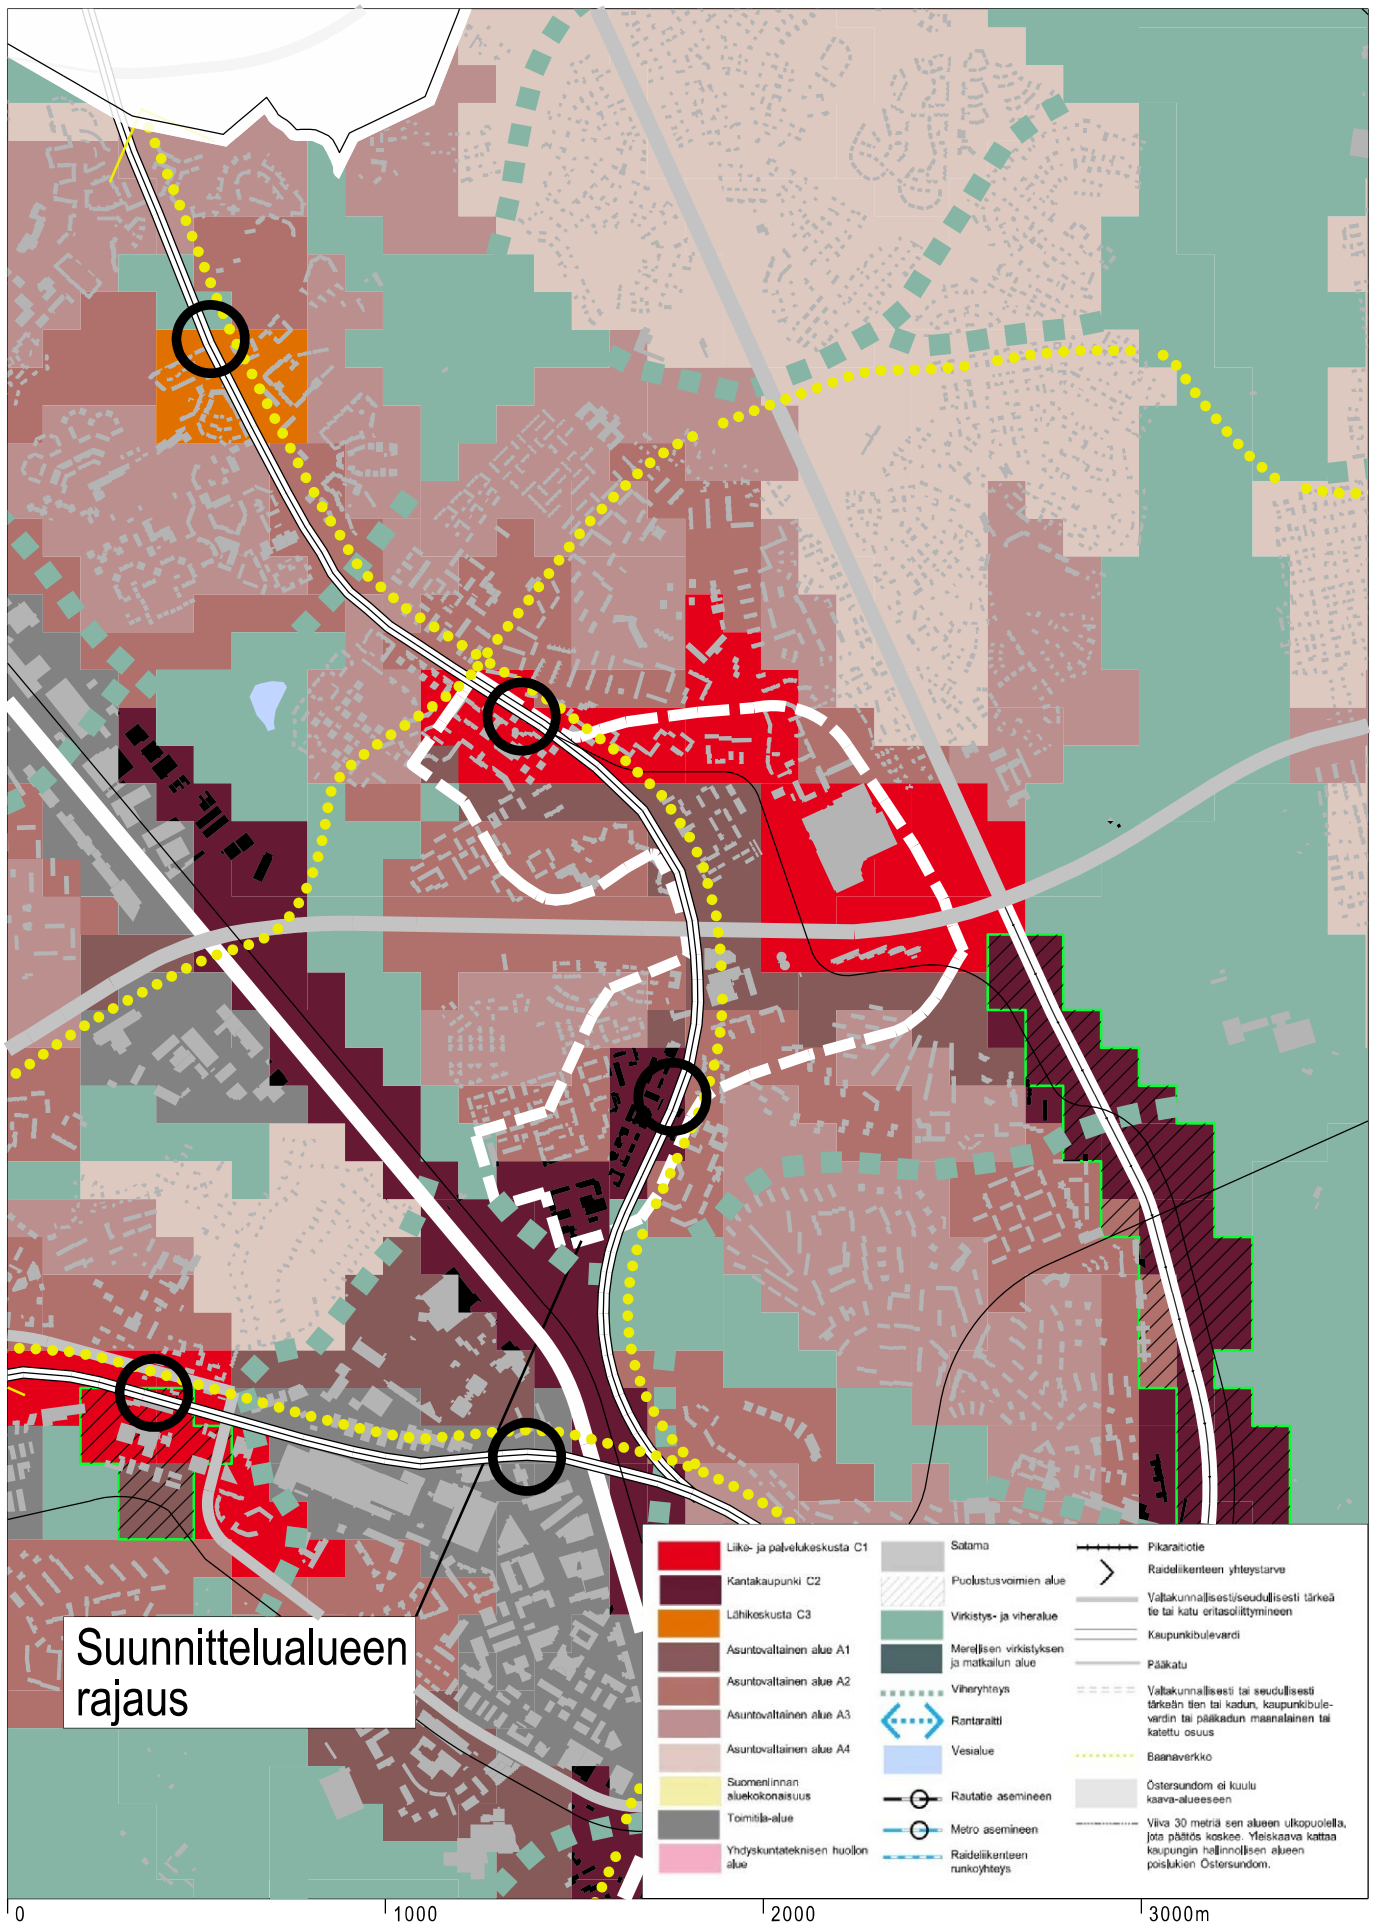 Suunnittelualueen
rajaus
Liike- ja palvelukeskusta C1
Kantakaupunki C2
Lähikeskusta C3
Asuntovaltainen alue A1
Asuntovaltainen alue A2
Asuntovaltainen alue A3
Asuntovaltainen alue A4
Suomenlinnan
aluekokonaisuus
Toimitila-alue
Yhdyskuntateknisen huollon
alue
Satama
Puolustusvoimien alue
Virkistys- ja viheralue
Merellisen virkistyksen
ja matkailun alue
Viheryhteys
Rantaraitti
Vesialue
Rautatie asemineen
Metro asemineen
Raideliikenteen
runkoyhteys
Pikaraitiotie
Raideliikenteen yhteystarve
Valtakunnallisesti/seudullisesti tärkeä
tie tai katu eritasoliittymineen
Kaupunkibulevardi
Pääkatu
Valtakunnallisesti tai seudullisesti
tärkeän tien tai kadun, kaupunkibule-
vardin tai pääkadun maanalainen tai
katettu osuus
Baanaverkko
Östersundom ei kuulu
kaava-alueeseen
Viiva 30 metriä sen alueen ulkopuolella,
jota päätös koskee. Yleiskaava kattaa
kaupungin hallinnollisen alueen
poislukien Östersundom.
0 1000 2000 3000m